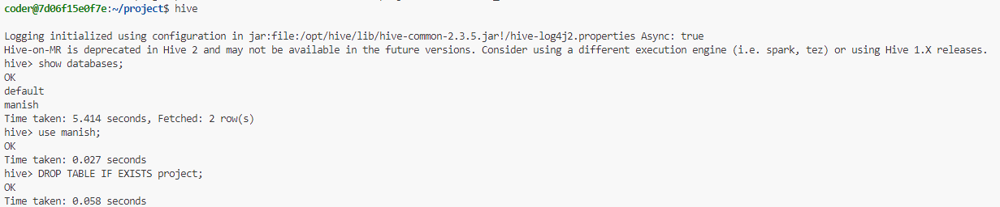 coder@7d06f15e0f7e:~/project$ hive
Logging initialized using configuration in jar:file:/opt/hive/lib/hive-common-2.3.5.jar!/hive-log4j2.properties Async: true
Hive-on-MR is deprecated in Hive 2 and may not be available in the future versions. Consider using a different execution engine (i.e. spark, tez) or using Hive 1.X releases.
hive> show databases;
OK
default
manish
Time taken: 5.414 seconds, Fetched: 2 row(s)
hive> use manish;
OK
Time taken: 0.027 seconds
hive> DROP TABLE IF EXISTS project;
OK
Time taken: 0.058 seconds